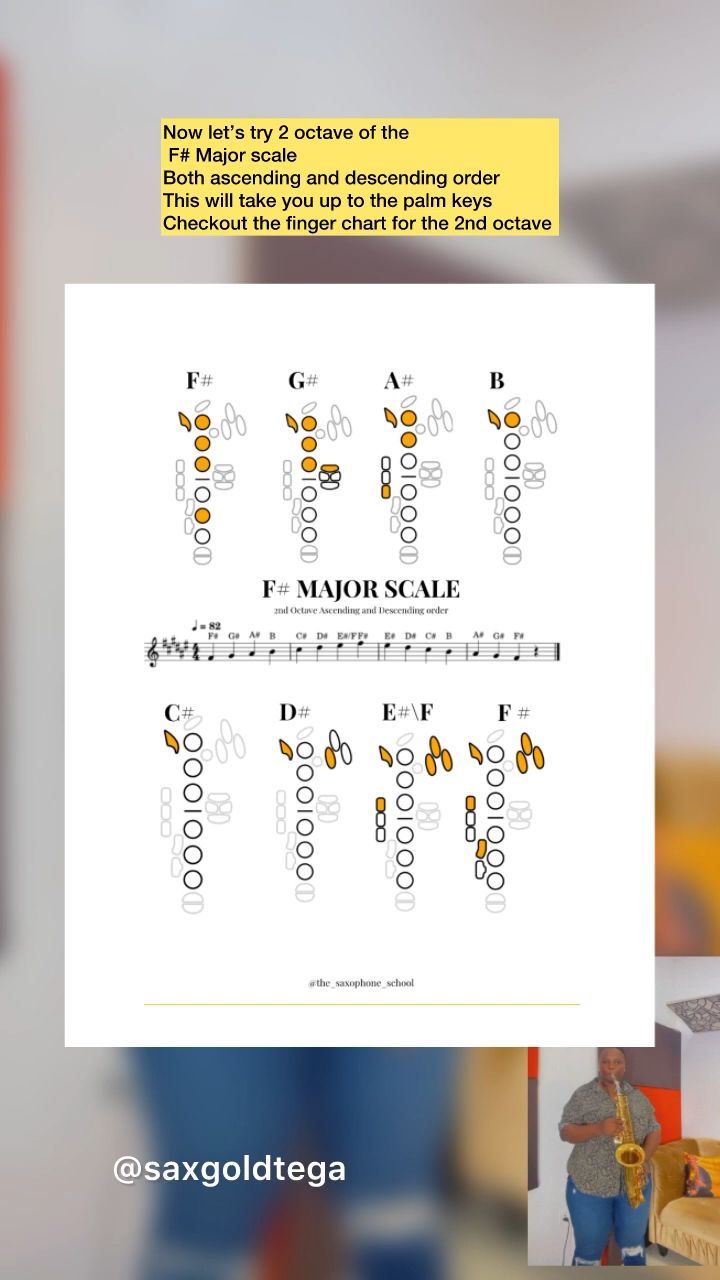 Now let's try 2 octave of the
F# Major scale
Both ascending and descending order
This will take you up to the palm keys
Checkout the finger chart for the 2nd octave
F# G# A# B
F# MAJOR SCALE
2nd Octave Ascending and Descending order
♩ = 82
F# G# A# B C# D# E#/F F# E# D# C# B A# G# F#
4
4
C# D# E#\F F #
@the_saxophone_school
@saxgoldtega